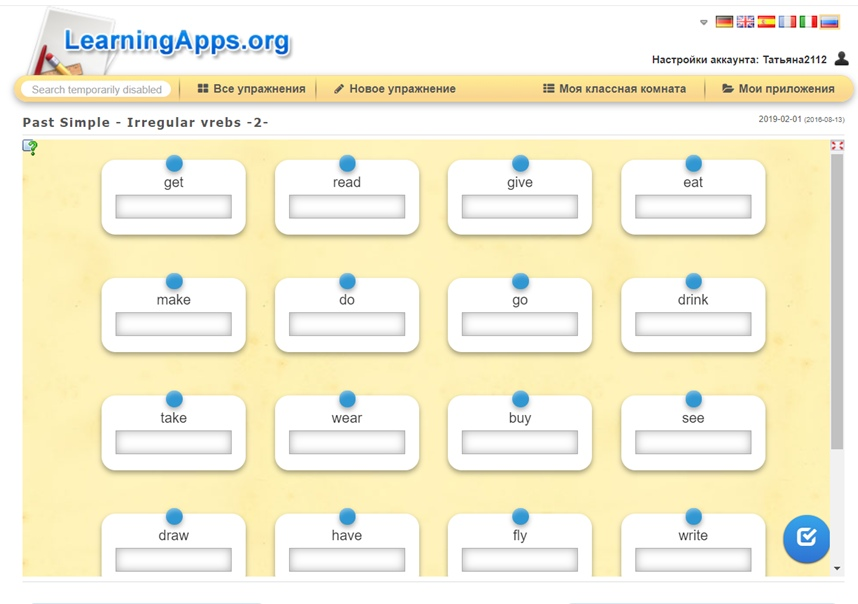 LearningApps.org
Настройки аккаунта: Татьяна2112
Search temporarily disabled
Все упражнения
Новое упражнение
Моя классная комната
Мои приложения
Past Simple - Irregular vrebs -2-
2019-02-01 (2016-08-13)
get read give eat
make do go drink
take wear buy see
draw have fly write